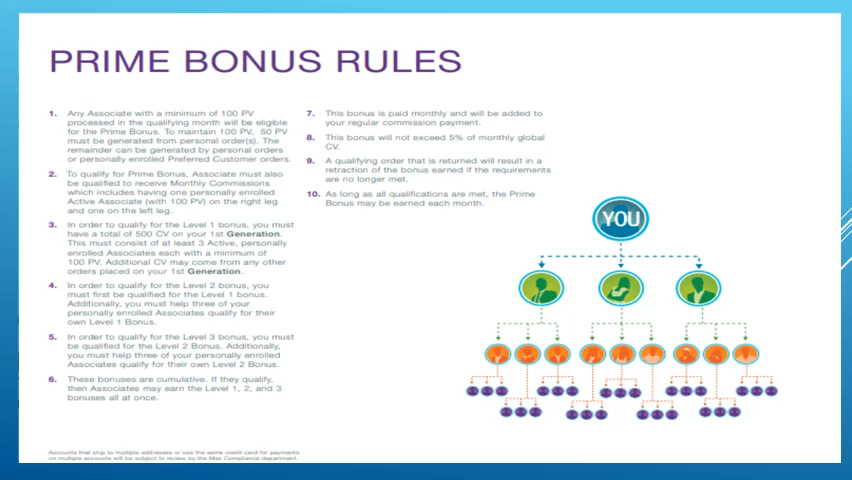 PRIME BONUS RULES
1. Any Associate with a minimum of 100 PV
processed in the qualifying month will be eligible
for the Prime Bonus. To maintain 100 PV, 50 PV
must be generated from personal order(s). The
remainder can be generated by personal orders
or personally enrolled Preferred Customer orders.
2. To qualify for Prime Bonus, Associate must also
be qualified to receive Monthly Commissions
which includes having one personally enrolled
Active Associate (with 100 PV) on the right leg
and one on the left leg.
3. In order to qualify for the Level 1 bonus, you must
have a total of 500 CV on your 1st Generation.
This must consist of at least 3 Active, personally
enrolled Associates each with a minimum of
100 PV. Additional CV may come from any other
orders placed on your 1st Generation.
4. In order to qualify for the Level 2 bonus, you
must first be qualified for the Level 1 bonus.
Additionally, you must help three of your
personally enrolled Associates qualify for their
own Level 1 Bonus.
5. In order to qualify for the Level 3 bonus, you must
be qualified for the Level 2 Bonus. Additionally,
you must help three of your personally enrolled
Associates qualify for their own Level 2 Bonus.
6. These bonuses are cumulative. If they qualify,
then Associates may earn the Level 1, 2, and 3
bonuses all at once.
7. This bonus is paid monthly and will be added to
your regular commission payment.
8. This bonus will not exceed 5% of monthly global
CV.
9. A qualifying order that is returned will result in a
retraction of the bonus earned if the requirements
are no longer met.
10. As long as all qualifications are met, the Prime
Bonus may be earned each month.
YOU
Accounts that ship to multiple addresses or use the same credit card for payments
on multiple accounts will be subject to review by the Max Compliance department.